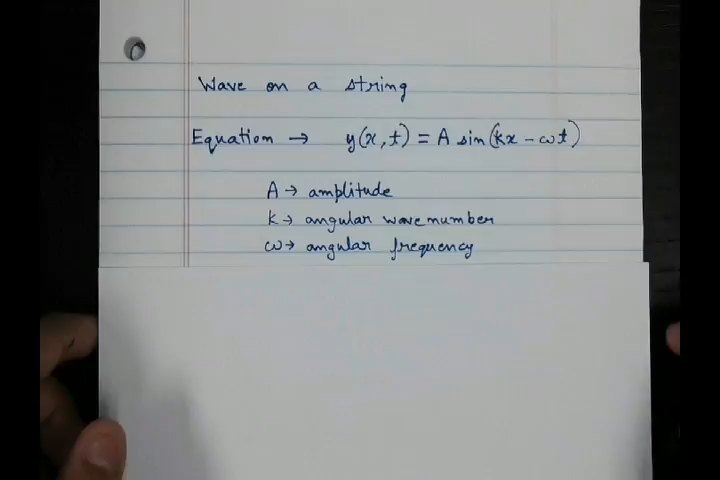 Wave on a string
Equation → y(x,t) = A sin(kx - ωt)
A → amplitude
k → angular wavenumber
ω → angular frequency